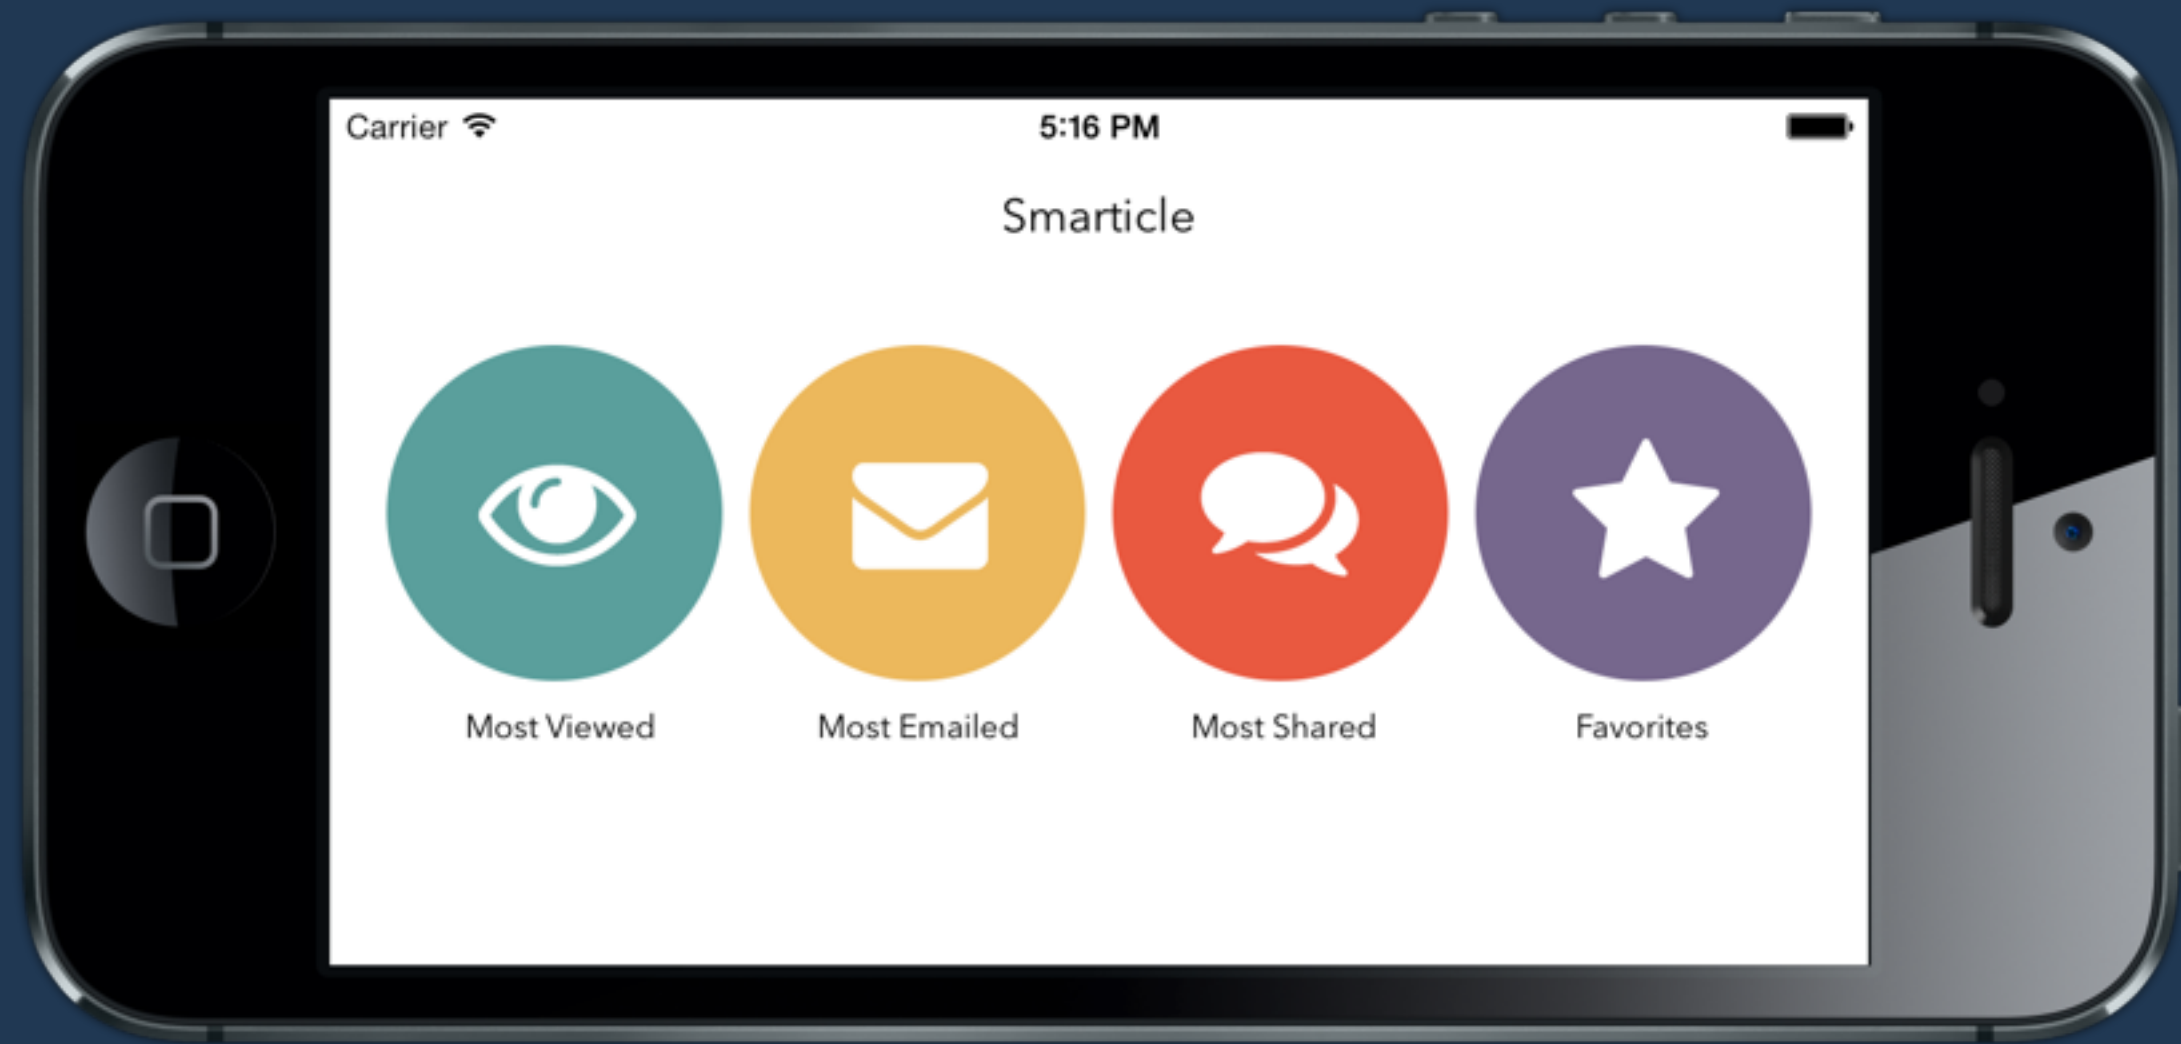 Carrier
5:16 PM
Smarticle
Most Viewed
Most Emailed
Most Shared
Favorites